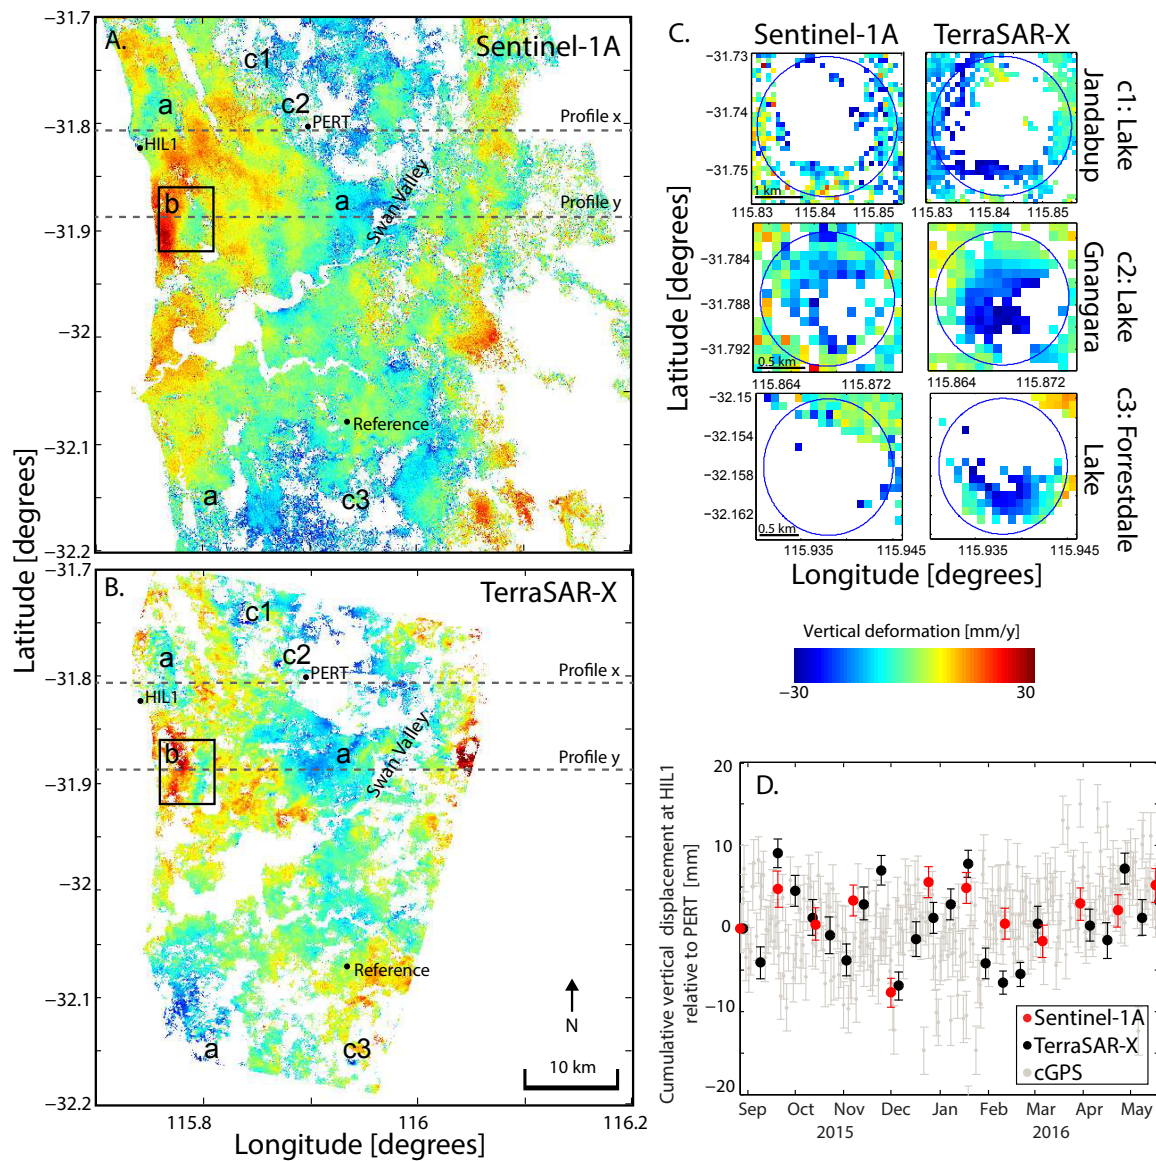 A.
Sentinel-1A
−31.7
−31.8
−31.9
−32
−32.1
−32.2
c1
c2
PERT
a
HIL1
b
a
Swan Valley
Profile x
Profile y
Reference
a
c3
Latitude [degrees]
B.
TerraSAR-X
−31.7
−31.8
−31.9
−32
−32.1
−32.2
c1
c2
PERT
a
HIL1
b
a
Swan Valley
Profile x
Profile y
Reference
a
c3
N
10 km
115.8
116
116.2
Longitude [degrees]
C.
Sentinel-1A
TerraSAR-X
−31.73
−31.74
−31.75
1 km
115.83
115.84
115.85
115.83
115.84
115.85
c1: Lake
Jandabup
−31.784
−31.788
−31.792
0.5 km
115.864
115.872
115.864
115.872
c2: Lake
Gnangara
−32.15
−32.154
−32.158
−32.162
0.5 km
115.935
115.945
115.935
115.945
c3: Forrestdale
Lake
Latitude [degrees]
Longitude [degrees]
Vertical deformation [mm/y]
−30
30
D.
20
10
0
−10
−20
Cumulative vertical displacement at HIL1
relative to PERT [mm]
Sentinel-1A
TerraSAR-X
cGPS
Sep
Oct
Nov
Dec
Jan
Feb
Mar
Apr
May
2015
2016